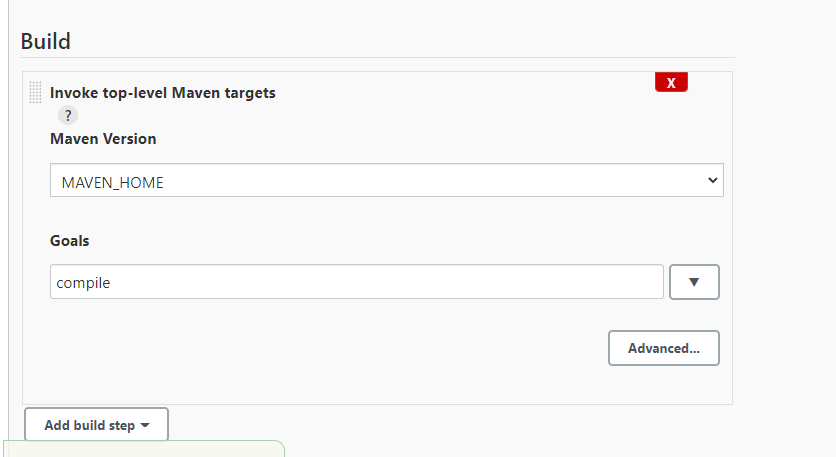 Build
Invoke top-level Maven targets
X
?
Maven Version
MAVEN_HOME
Goals
compile
Advanced...
Add build step